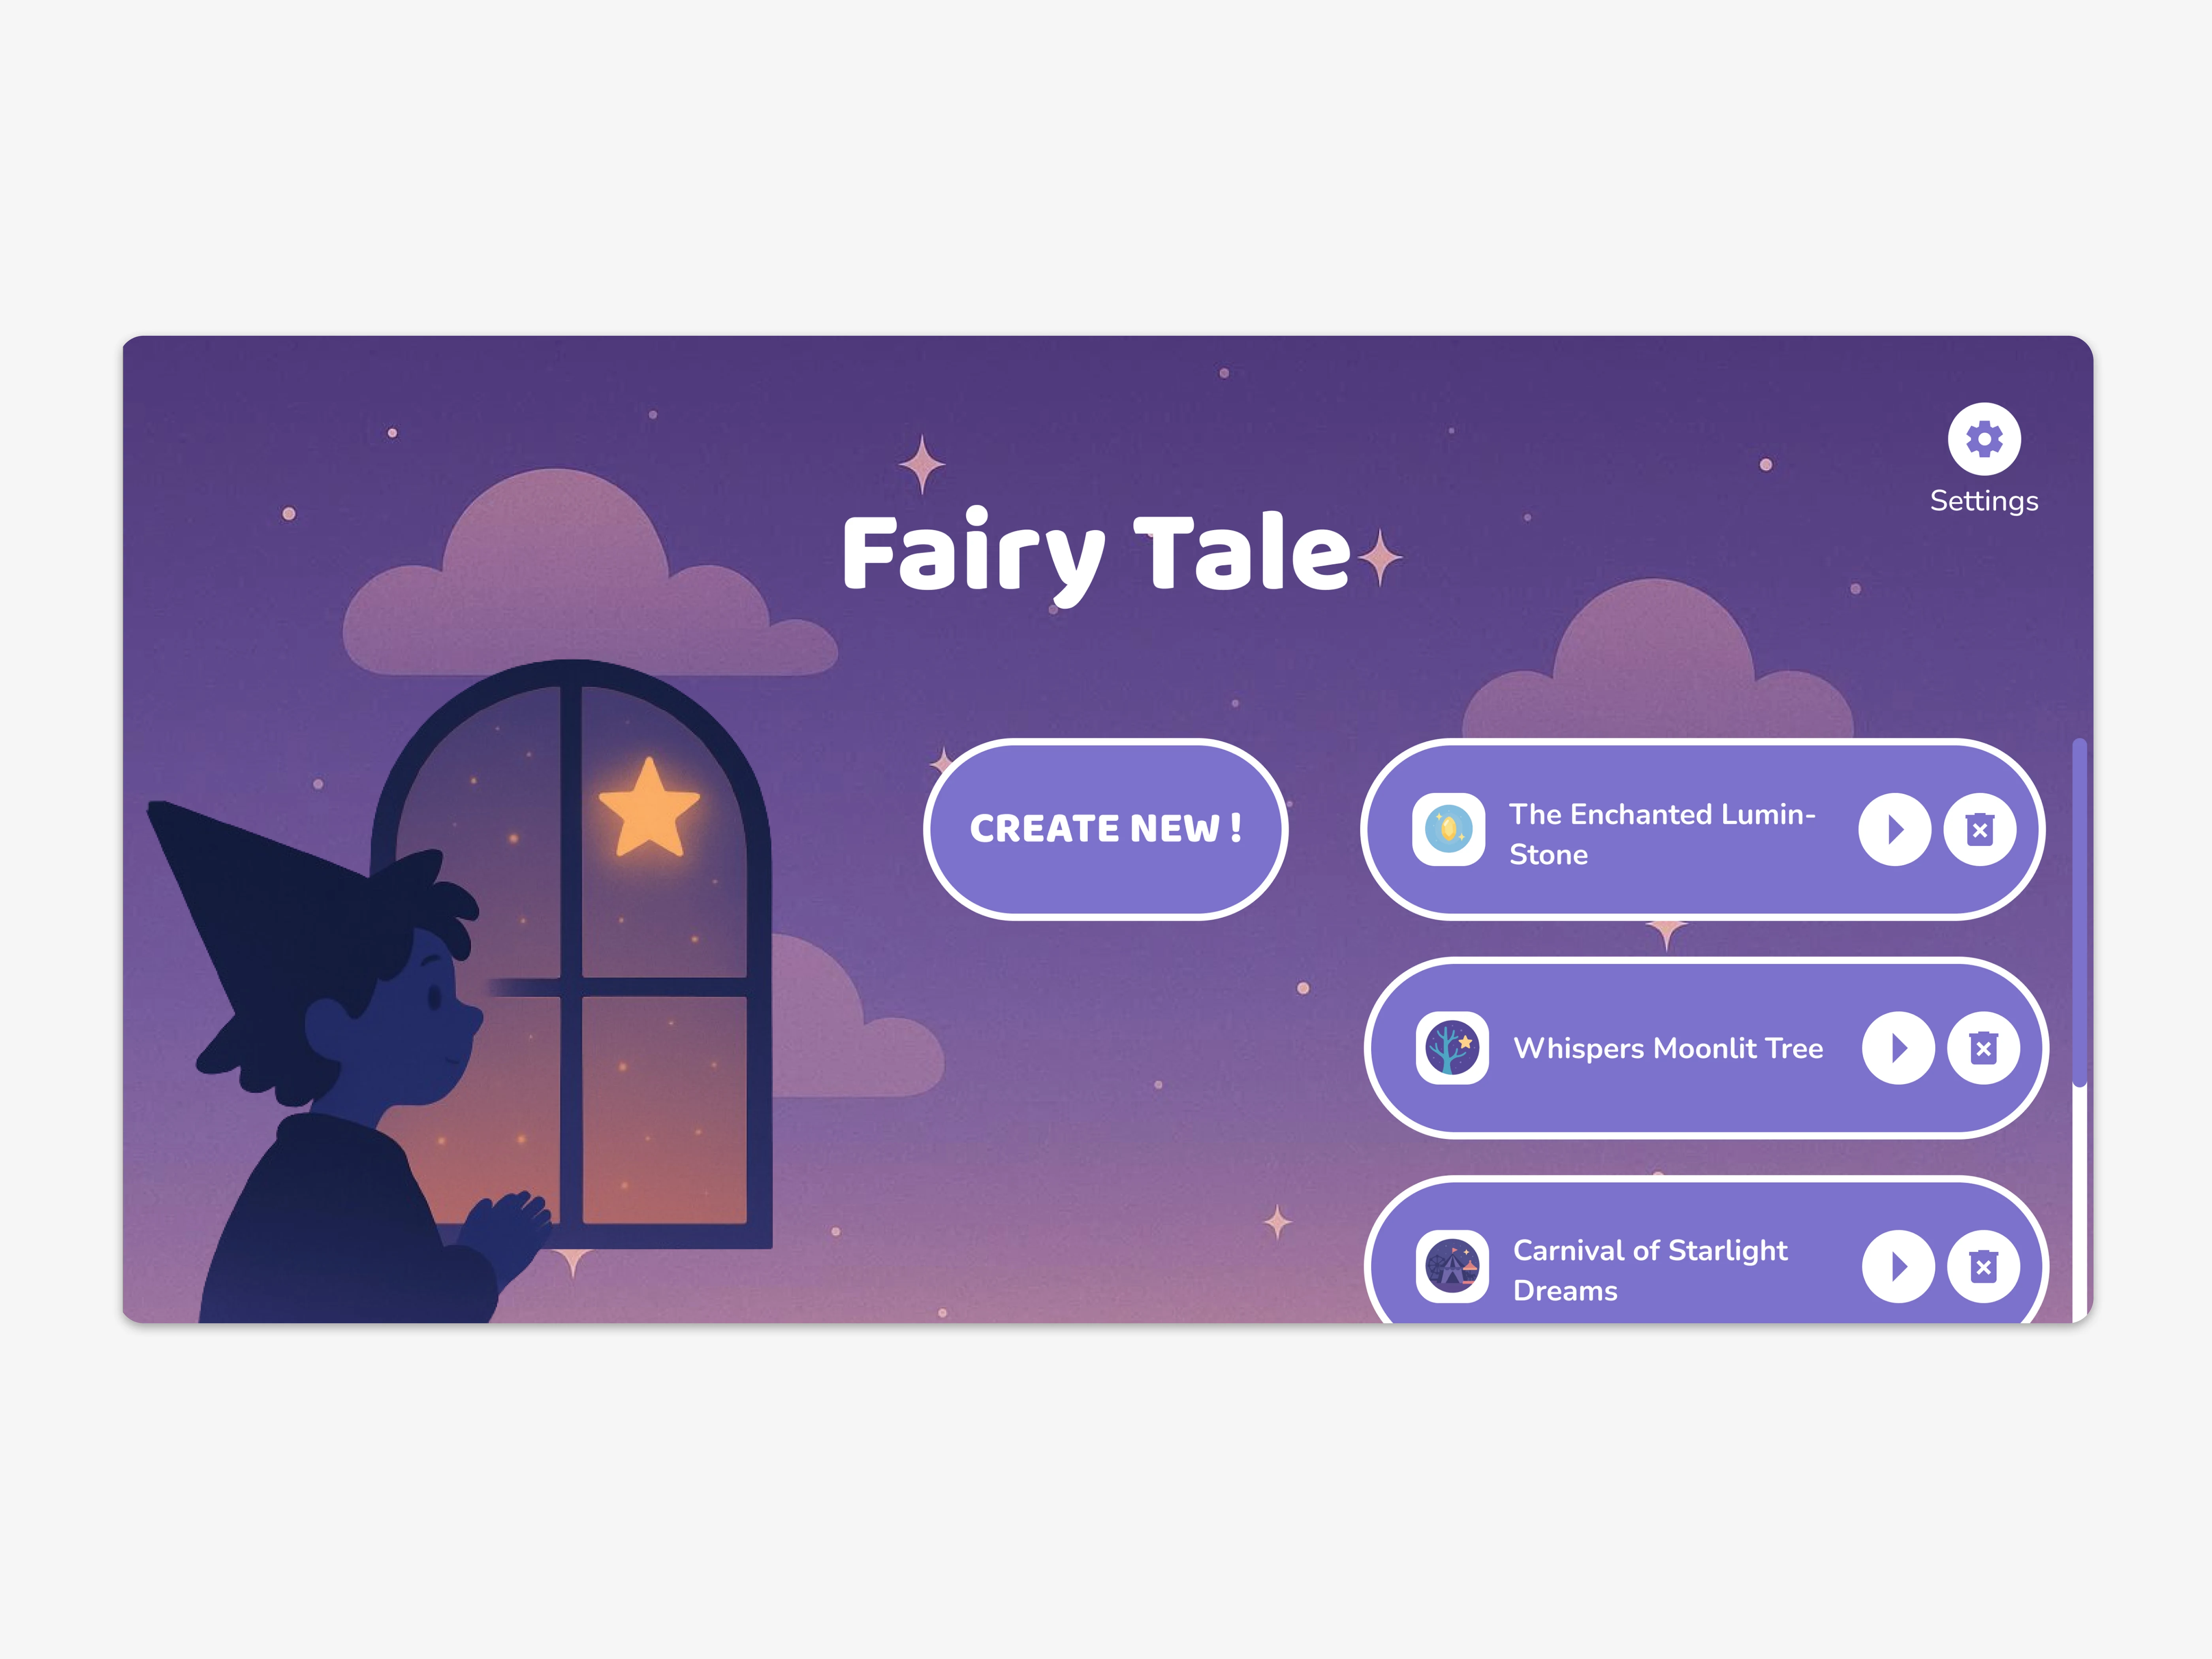 Fairy Tale
Settings
CREATE NEW !
The Enchanted Lumin-
Stone
Whispers Moonlit Tree
Carnival of Starlight
Dreams